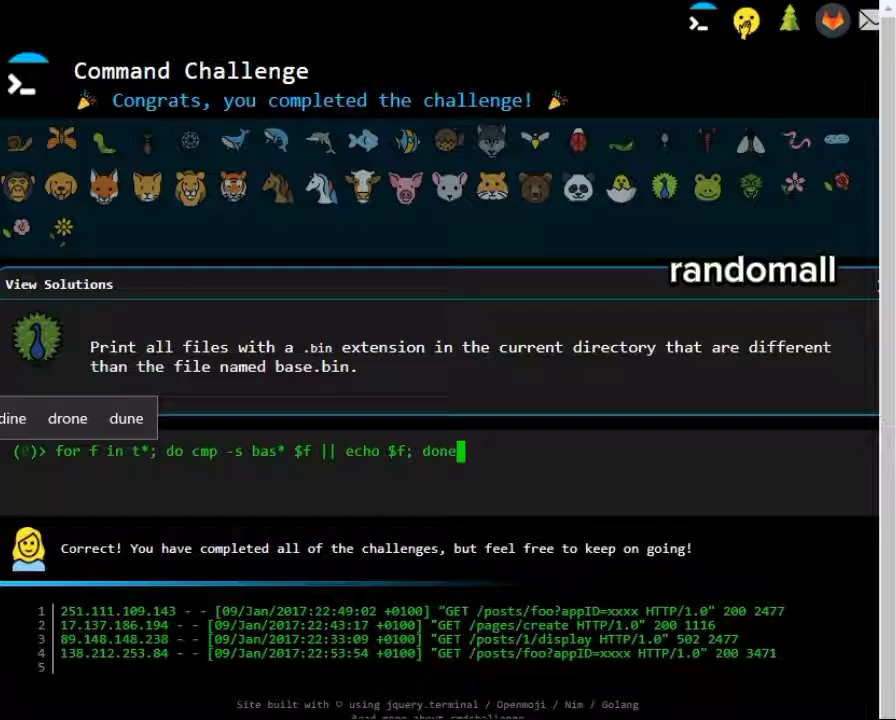 Command Challenge
Congrats, you completed the challenge!
randomall
View Solutions
Print all files with a .bin extension in the current directory that are different
than the file named base.bin.
dine drone dune
(@)> for f in t*; do cmp -s bas* $f || echo $f; done
Correct! You have completed all of the challenges, but feel free to keep on going!
1 251.111.109.143 - - [09/Jan/2017:22:49:02 +0100] "GET /posts/foo?appID=xxxx HTTP/1.0" 200 2477
2 17.137.186.194 - - [09/Jan/2017:22:43:17 +0100] "GET /pages/create HTTP/1.0" 200 1116
3 89.148.148.238 - - [09/Jan/2017:22:33:09 +0100] "GET /posts/1/display HTTP/1.0" 502 2477
4 138.212.253.84 - - [09/Jan/2017:22:53:54 +0100] "GET /posts/foo?appID=xxxx HTTP/1.0" 200 3471
5
Site built with ♡ using jquery.terminal / Openmoji / Nim / Golang
Read more about cmdchallenge